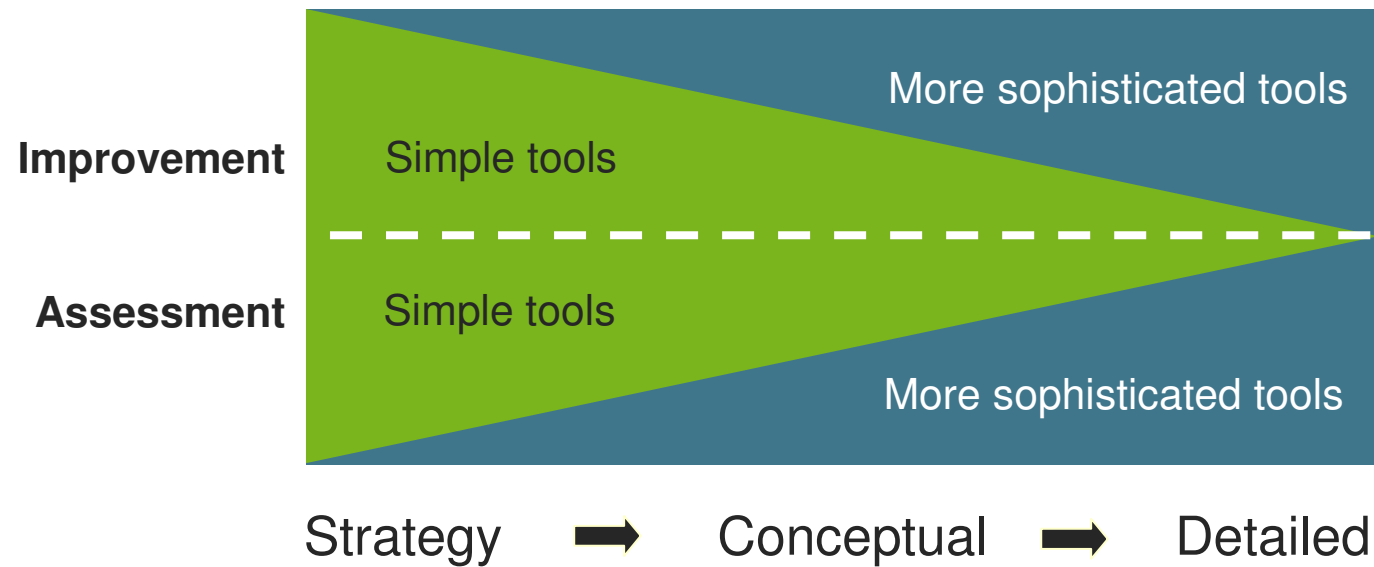 More sophisticated tools
Improvement
Simple tools
Assessment
Simple tools
More sophisticated tools
Strategy
Conceptual
Detailed